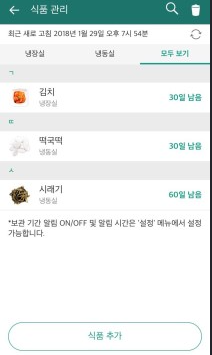 식품 관리
최근 새로 고침 2018년 1월 29일 오후 7시 54분
냉장실 냉동실 모두 보기
ㄱ
김치 30일 남음
냉장실
ㄸ
떡국떡 30일 남음
냉동실
ㅅ
시래기 60일 남음
냉동실
*보관 기간 알림 ON/OFF 및 알림 시간은 '설정' 메뉴에서 설정
가능합니다.
식품 추가